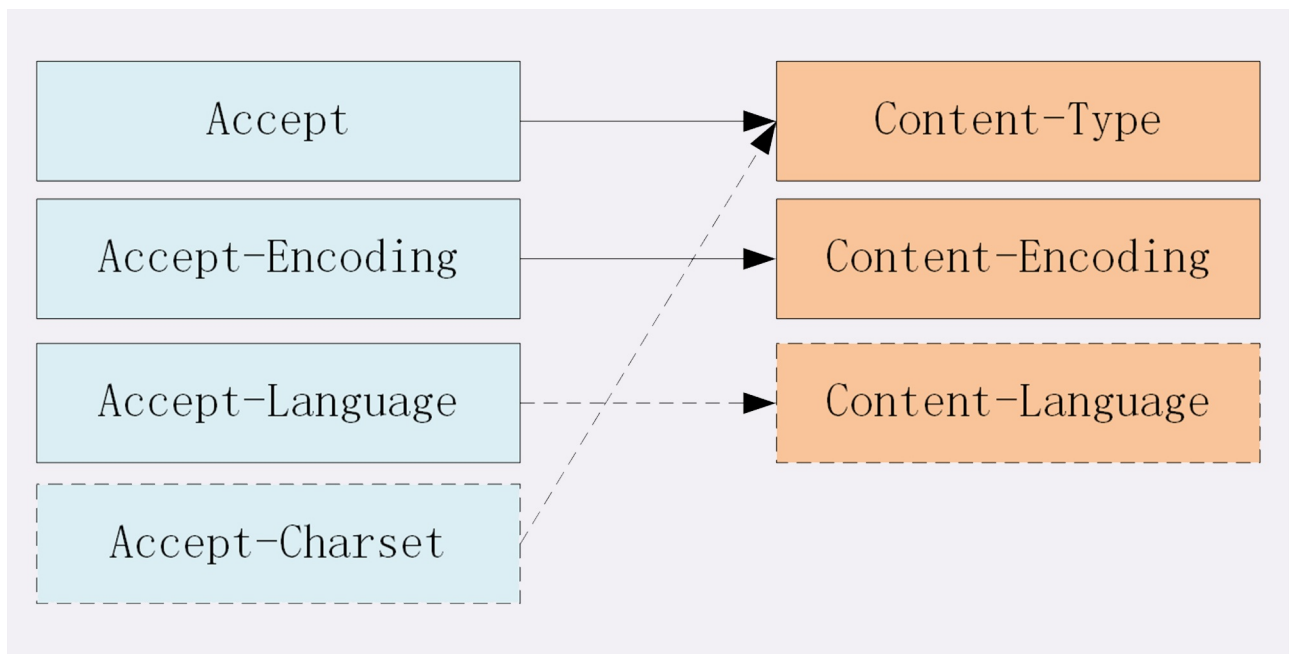 Accept
Content-Type
Accept-Encoding
Content-Encoding
Accept-Language
Content-Language
Accept-Charset